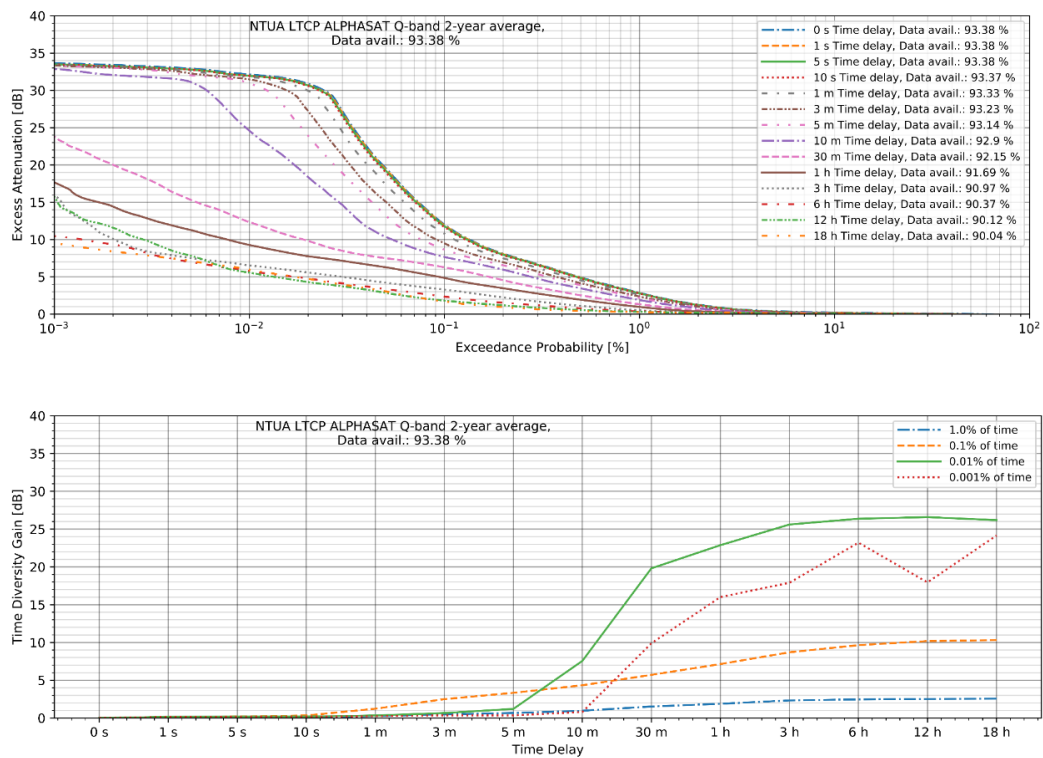 NTUA LTCP ALPHASAT Q-band 2-year average,
Data avail.: 93.38 %
40
35
30
25
20
15
10
5
0
Excess Attenuation [dB]
0 s Time delay, Data avail.: 93.38 %
1 s Time delay, Data avail.: 93.38 %
5 s Time delay, Data avail.: 93.38 %
10 s Time delay, Data avail.: 93.37 %
1 m Time delay, Data avail.: 93.33 %
3 m Time delay, Data avail.: 93.23 %
5 m Time delay, Data avail.: 93.14 %
10 m Time delay, Data avail.: 92.9 %
30 m Time delay, Data avail.: 92.15 %
1 h Time delay, Data avail.: 91.69 %
3 h Time delay, Data avail.: 90.97 %
6 h Time delay, Data avail.: 90.37 %
12 h Time delay, Data avail.: 90.12 %
18 h Time delay, Data avail.: 90.04 %
10⁻³ 10⁻² 10⁻¹ 10⁰ 10¹ 10²
Exceedance Probability [%]
NTUA LTCP ALPHASAT Q-band 2-year average,
Data avail.: 93.38 %
40
35
30
25
20
15
10
5
0
Time Diversity Gain [dB]
1.0% of time
0.1% of time
0.01% of time
0.001% of time
0 s 1 s 5 s 10 s 1 m 3 m 5 m 10 m 30 m 1 h 3 h 6 h 12 h 18 h
Time Delay